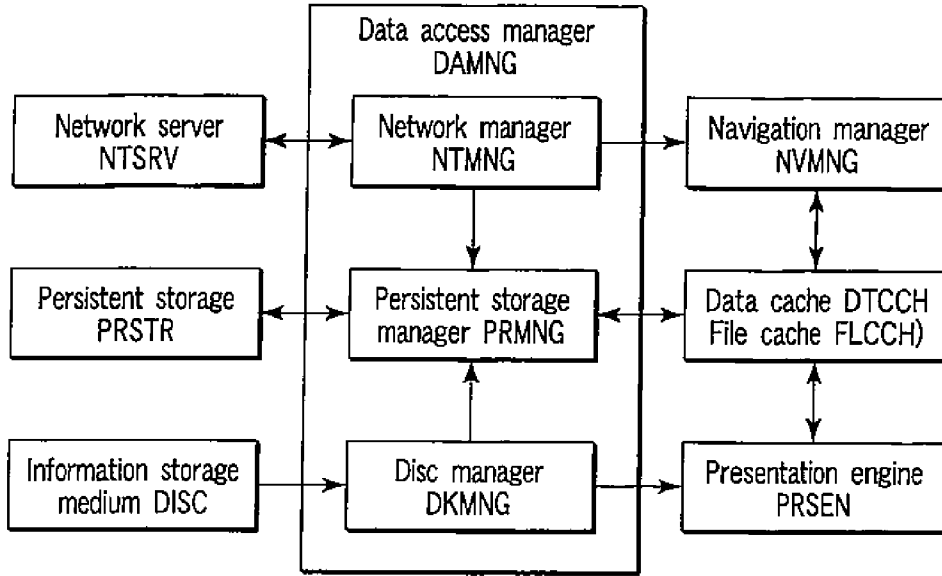 Data access manager
DAMNG
Network server
NTSRV
Network manager
NTMNG
Navigation manager
NVMNG
Persistent storage
PRSTR
Persistent storage
manager PRMNG
Data cache DTCCH
File cache FLCCH)
Information storage
medium DISC
Disc manager
DKMNG
Presentation engine
PRSEN